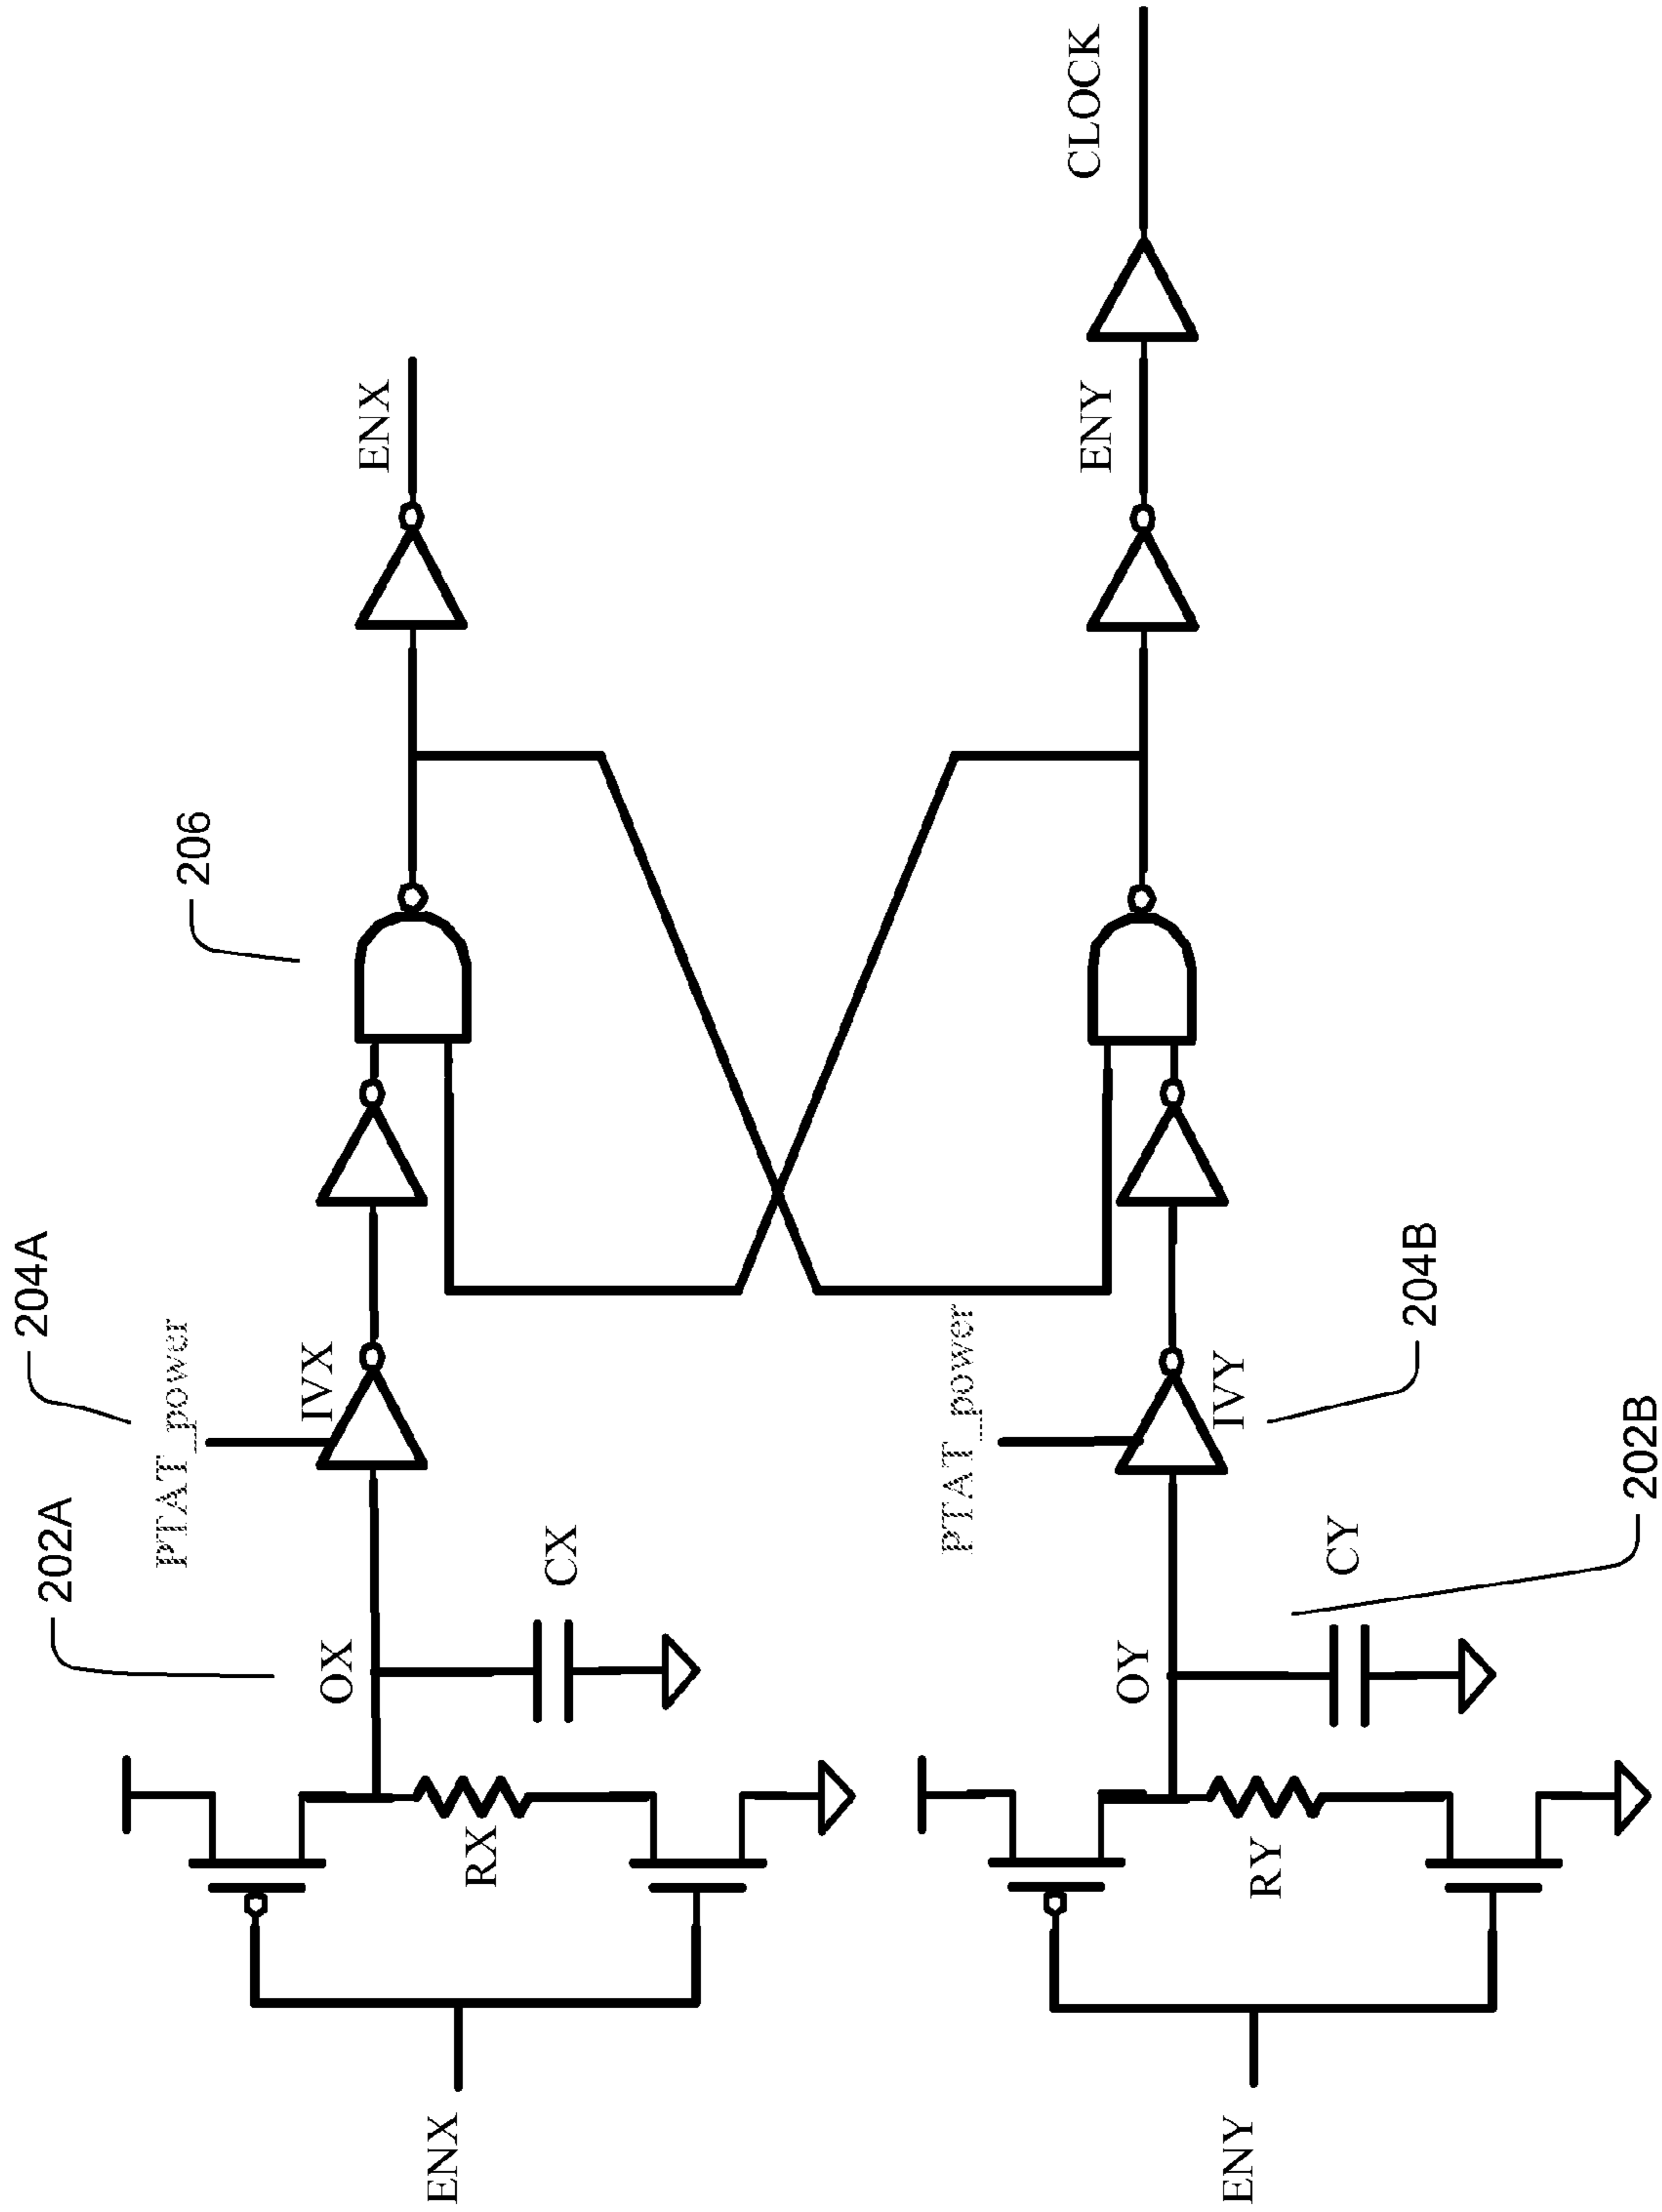 204A
206
202A
PTAT_power
IVX
ENX
OX
CX
RX
ENX
PTAT_power
IVY
204B
ENY
CLOCK
OY
CY
202B
RY
ENY